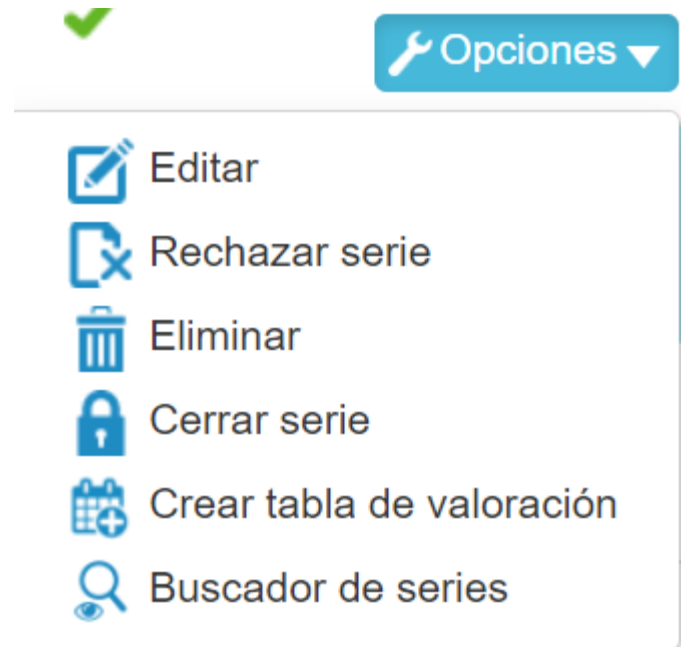 Opciones
Editar
Rechazar serie
Eliminar
Cerrar serie
Crear tabla de valoración
Buscador de series